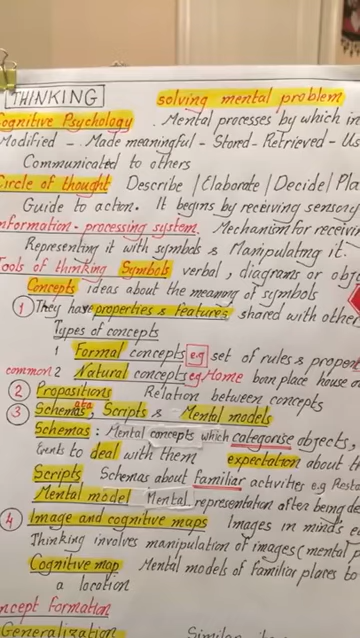 THINKING solving mental problem
Cognitive Psychology . Mental processes by which in
Modified - Made meaningful - Stored - Retrieved - Us
Communicated to others
Circle of thought Describe / Elaborate / Decide / Pla
Guide to action. It begins by receiving sensory
nformation - processing system. Mechanism for receivin
Representing it with symbols & Manipulating it.
Tools of thinking Symbols verbal, diagrams or obj
Concepts ideas about the meaning of symbols
1 They have properties & features shared with other
Types of concepts
1 Formal concepts e.g set of rules & propert
common 2 Natural concepts eg Home born place house o
2 Propositions Relation between concepts
3 Schemas, Scripts & Mental models
Schemas : Mental concepts which categorise objects,
Events to deal with them expectation about th
Scripts Schemas about familiar activities e.g Resta
Mental model Mental representation after being de
4 Image and cognitive maps Images in mind's e
Thinking involves manipulation of images (mental p
Cognitive map Mental models of familiar places to
a location
ncept formation
Generalization Similar